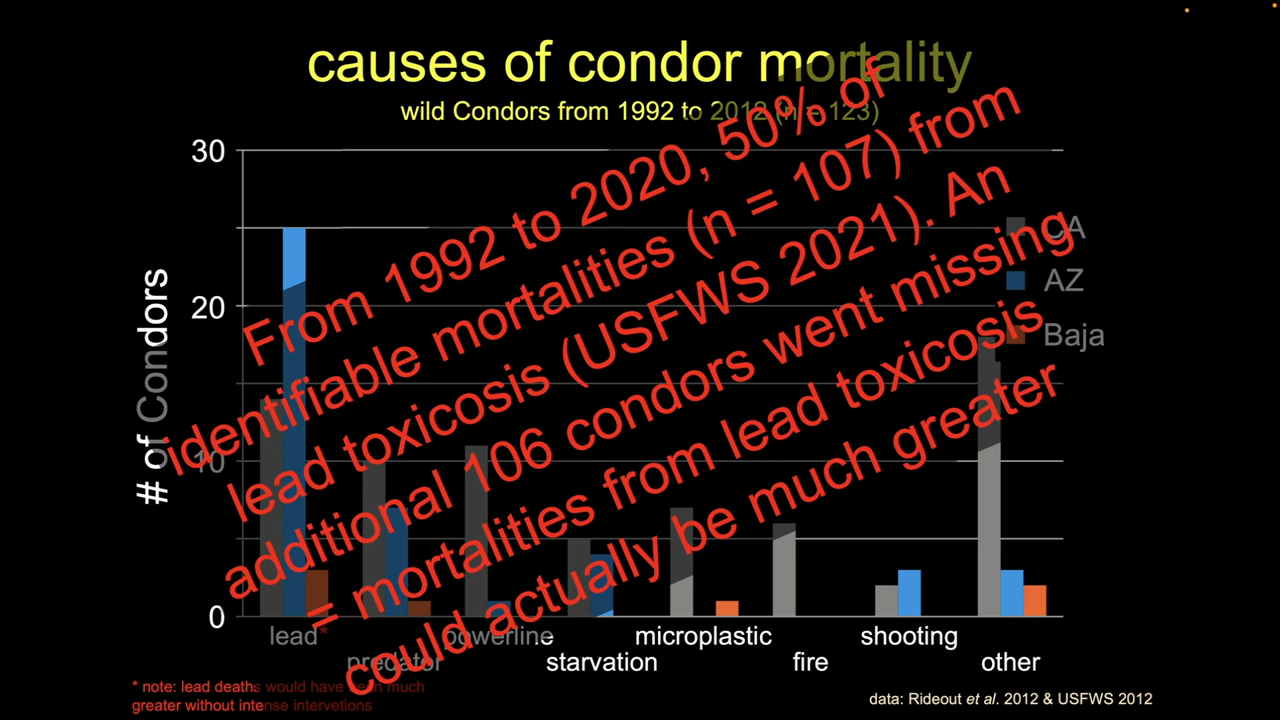 causes of condor mortality
wild Condors from 1992 to 2012 (n = 123)
30
20
10
0
# of Condors
CA
AZ
Baja
From 1992 to 2020, 50% of
identifiable mortalities (n = 107) from
lead toxicosis (USFWS 2021). An
additional 106 condors went missing
= mortalities from lead toxicosis
could actually be much greater
lead*
predator
powerline
starvation
microplastic
fire
shooting
other
* note: lead deaths would have been much
greater without intense intervetions
data: Rideout et al. 2012 & USFWS 2012